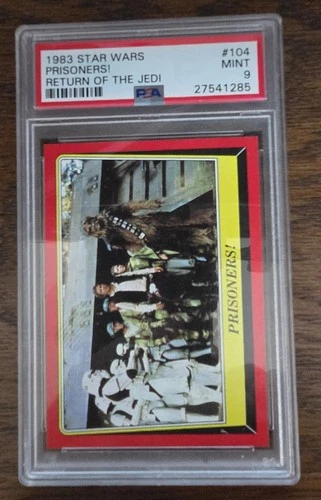 1983 STAR WARS #104
PRISONERS! MINT
RETURN OF THE JEDI 9
PSA 27541285
PRISONERS!